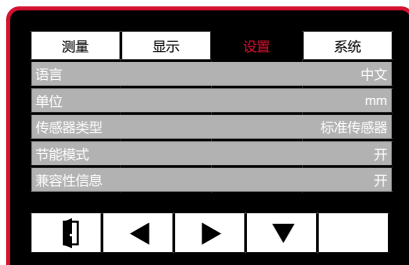 测量 显示 设置 系统
语言 中文
单位 mm
传感器类型 标准传感器
节能模式 开
兼容性信息 开